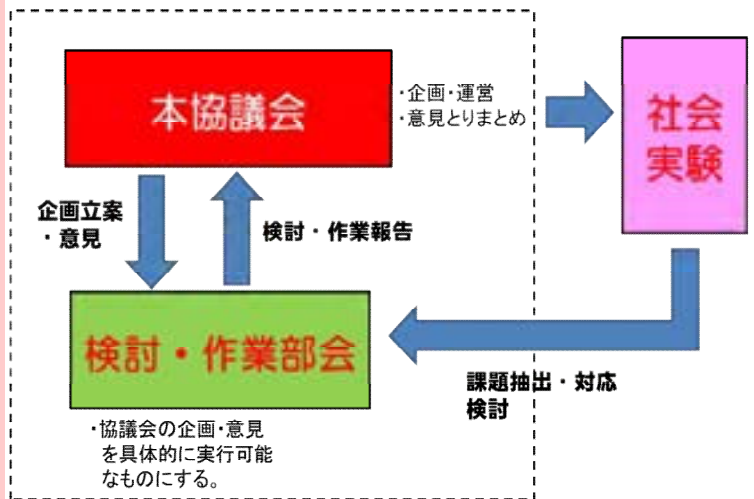 本協議会
・企画・運営
・意見とりまとめ
社会
実験
企画立案
・意見
検討・作業報告
検討・作業部会
課題抽出・対応
検討
・協議会の企画・意見
を具体的に実行可能
なものにする。